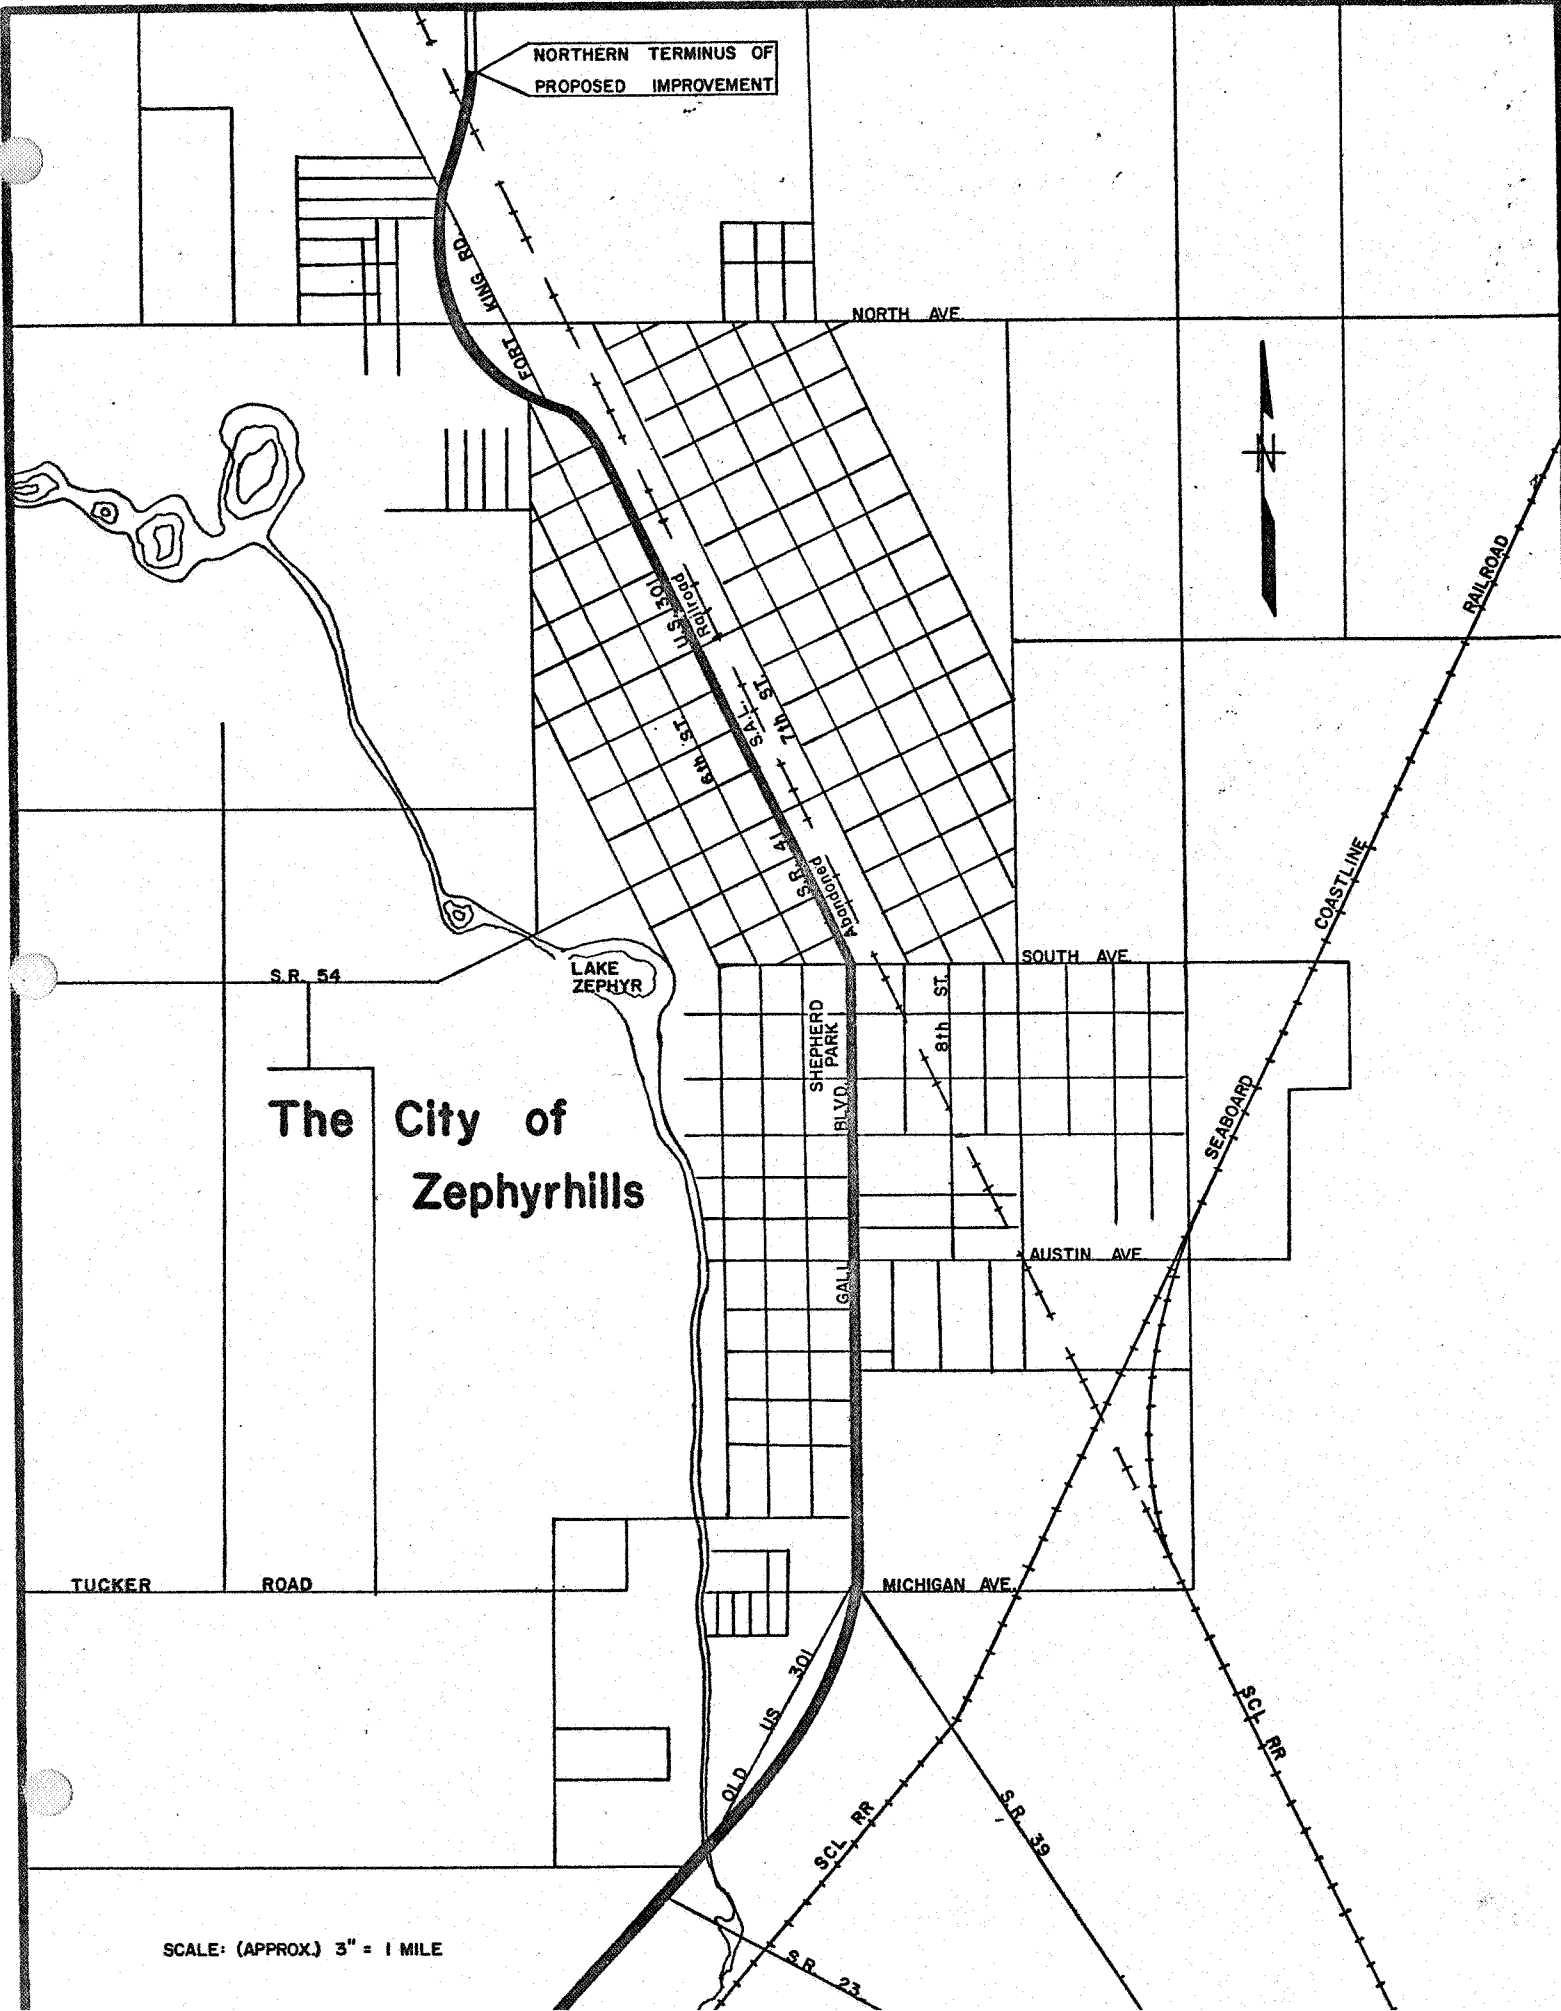 NORTHERN TERMINUS OF
PROPOSED IMPROVEMENT
FORT KING RD.
NORTH AVE.
N
RAILROAD
U.S. 301
Railroad
6th ST.
S.A.L.
7th ST.
COASTLINE
S.R. 41
Abandoned
SOUTH AVE.
S.R. 54
LAKE
ZEPHYR
SHEPHERD
PARK
8th ST.
BLVD.
SEABOARD
The City of
Zephyrhills
GALL
AUSTIN AVE.
TUCKER ROAD
MICHIGAN AVE.
OLD US 301
SCL RR
SCL RR
S.R. 39
S.R. 23
SCALE: (APPROX.) 3" = 1 MILE